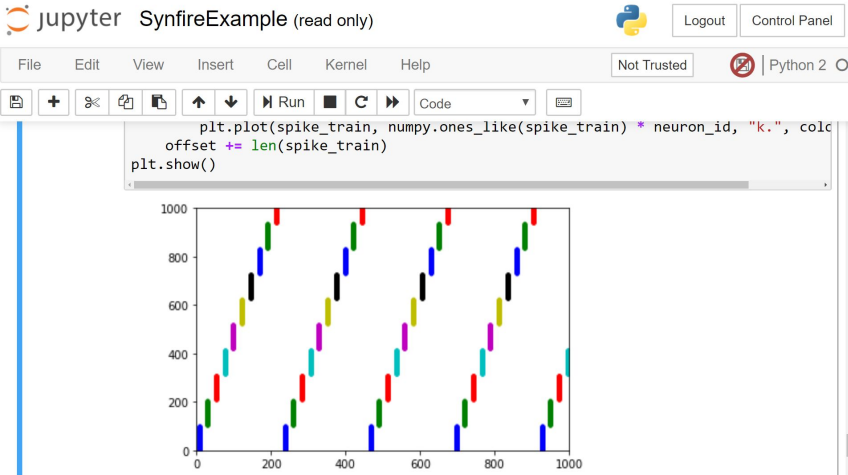 jupyter SynfireExample (read only) Logout Control Panel
File Edit View Insert Cell Kernel Help Not Trusted Python 2
Run Code
plt.plot(spike_train, numpy.ones_like(spike_train) * neuron_id, "k.", colo
offset += len(spike_train)
plt.show()
1000
800
600
400
200
0
0 200 400 600 800 1000